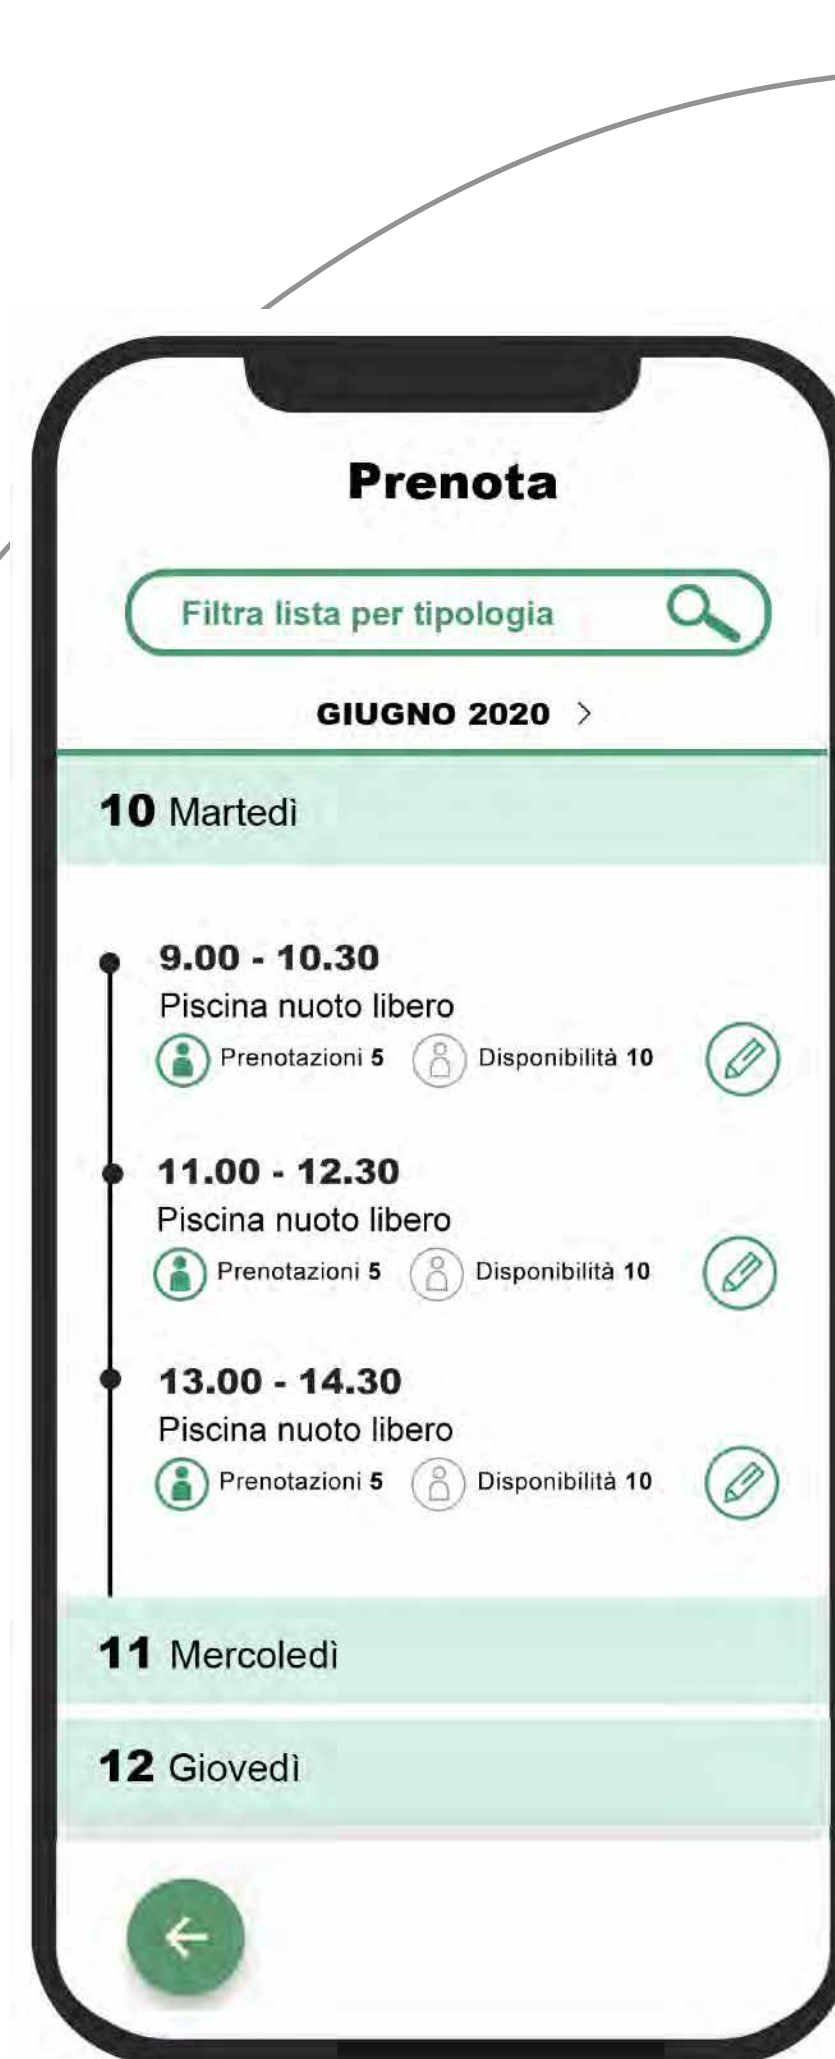 Prenota
Filtra lista per tipologia
GIUGNO 2020 >
10 Martedì
9.00 - 10.30
Piscina nuoto libero
Prenotazioni 5 Disponibilità 10
11.00 - 12.30
Piscina nuoto libero
Prenotazioni 5 Disponibilità 10
13.00 - 14.30
Piscina nuoto libero
Prenotazioni 5 Disponibilità 10
11 Mercoledì
12 Giovedì